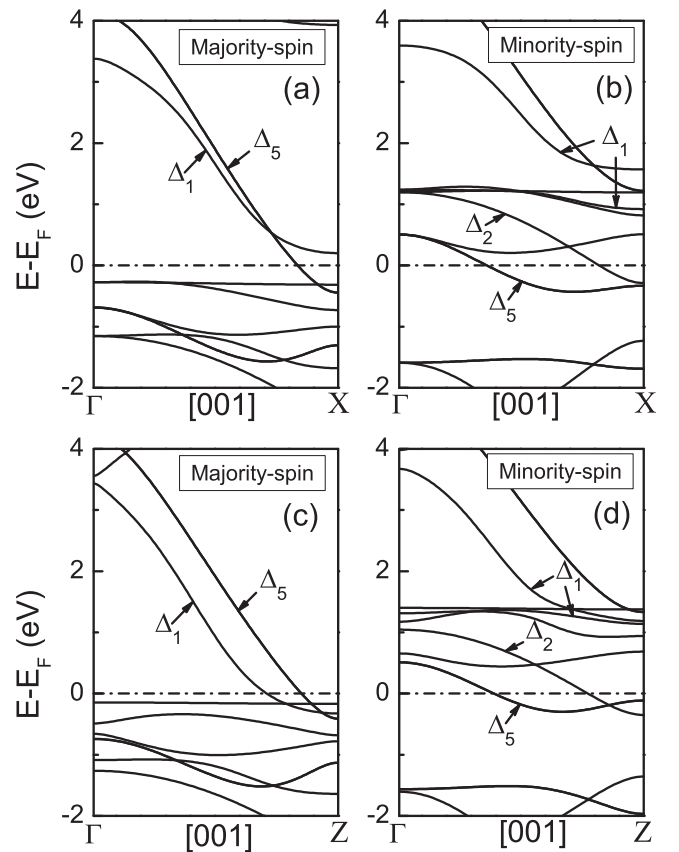 4
Majority-spin
(a)
2
Δ5
Δ1
0
-2
E-EF (eV)
Γ
[001]
X
4
Minority-spin
(b)
2
Δ1
Δ2
0
Δ5
-2
Γ
[001]
X
4
Majority-spin
(c)
2
Δ5
Δ1
0
-2
E-EF (eV)
Γ
[001]
Z
4
Minority-spin
(d)
2
Δ1
Δ2
0
Δ5
-2
Γ
[001]
Z